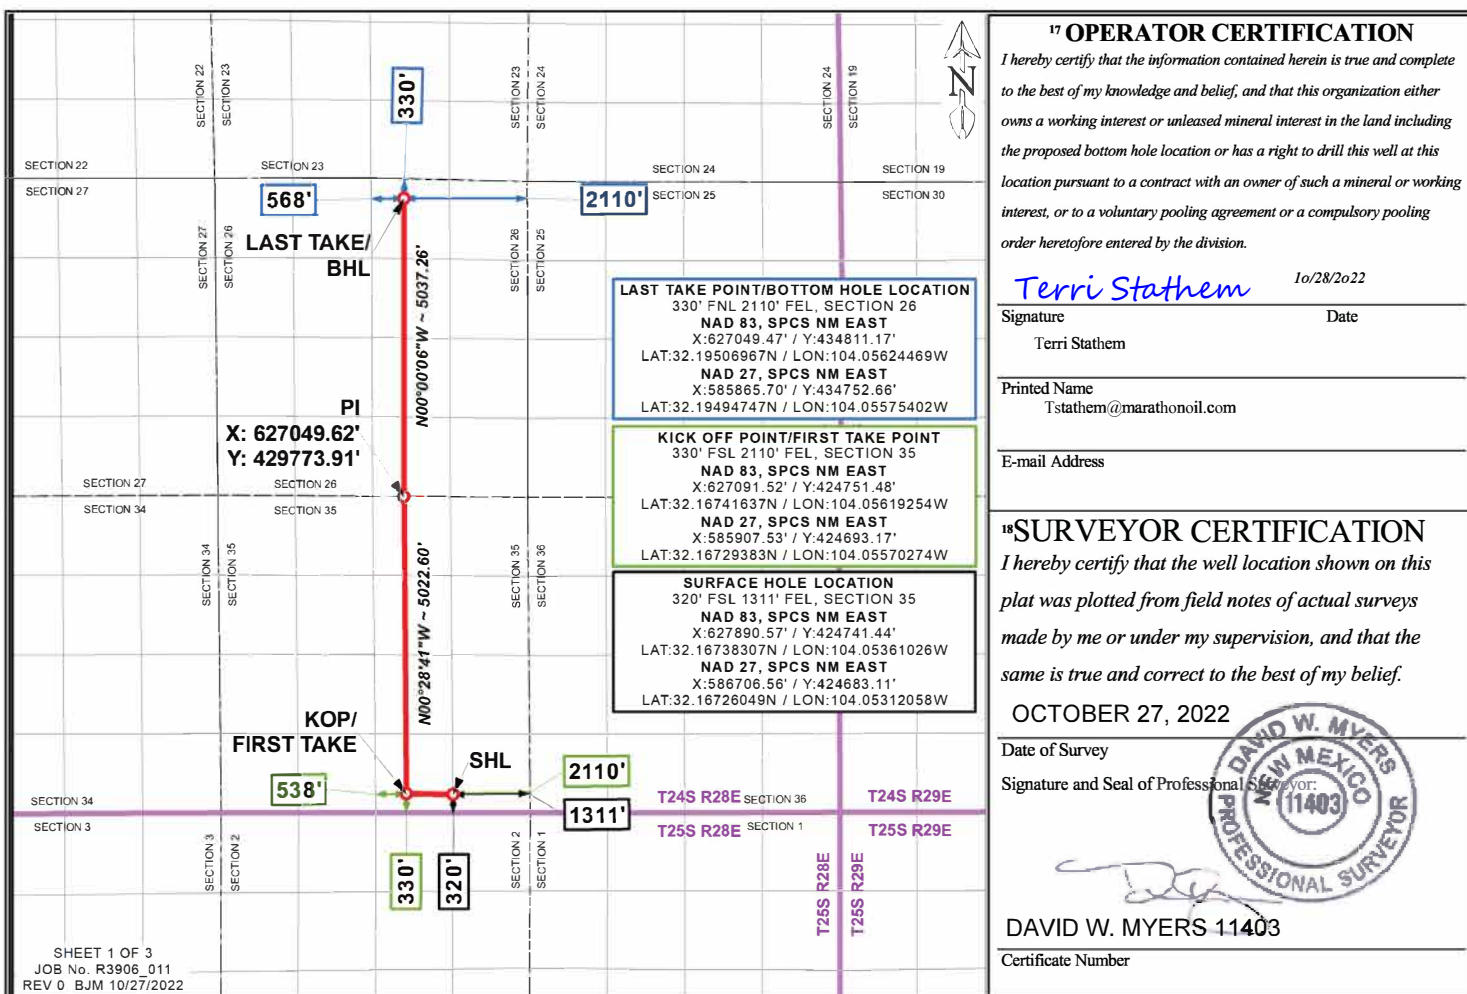 SECTION 22
SECTION 23
330'
SECTION 23
SECTION 24
SECTION 24
SECTION 19
N
SECTION 22
SECTION 23
SECTION 24
SECTION 19
SECTION 27
568'
2110'
SECTION 25
SECTION 30
SECTION 27
SECTION 26
LAST TAKE/
BHL
SECTION 26
SECTION 25
N00°00'06"W ~ 5037.26'
LAST TAKE POINT/BOTTOM HOLE LOCATION
330' FNL 2110' FEL, SECTION 26
NAD 83, SPCS NM EAST
X:627049.47' / Y:434811.17'
LAT:32.19506967N / LON:104.05624469W
NAD 27, SPCS NM EAST
X:585865.70' / Y:434752.66'
LAT:32.19494747N / LON:104.05575402W
PI
X: 627049.62'
Y: 429773.91'
KICK OFF POINT/FIRST TAKE POINT
330' FSL 2110' FEL, SECTION 35
NAD 83, SPCS NM EAST
X:627091.52' / Y:424751.48'
LAT:32.16741637N / LON:104.05619254W
NAD 27, SPCS NM EAST
X:585907.53' / Y:424693.17'
LAT:32.16729383N / LON:104.05570274W
SECTION 27
SECTION 26
SECTION 34
SECTION 35
SECTION 34
SECTION 35
SECTION 35
SECTION 36
N00°28'41"W ~ 5022.60'
SURFACE HOLE LOCATION
320' FSL 1311' FEL, SECTION 35
NAD 83, SPCS NM EAST
X:627890.57' / Y:424741.44'
LAT:32.16738307N / LON:104.05361026W
NAD 27, SPCS NM EAST
X:586706.56' / Y:424683.11'
LAT:32.16726049N / LON:104.05312058W
KOP/
FIRST TAKE
SHL
538'
2110'
1311'
SECTION 34
T24S R28E SECTION 36
T24S R29E
SECTION 3
T25S R28E SECTION 1
T25S R29E
SECTION 3
SECTION 2
330'
320'
SECTION 2
SECTION 1
T25S R28E
T25S R29E
SHEET 1 OF 3
JOB No. R3906_011
REV 0 BJM 10/27/2022
17 OPERATOR CERTIFICATION
I hereby certify that the information contained herein is true and complete
to the best of my knowledge and belief, and that this organization either
owns a working interest or unleased mineral interest in the land including
the proposed bottom hole location or has a right to drill this well at this
location pursuant to a contract with an owner of such a mineral or working
interest, or to a voluntary pooling agreement or a compulsory pooling
order heretofore entered by the division.
Terri Stathem 10/28/2022
Signature Date
Terri Stathem
Printed Name
Tstathem@marathonoil.com
E-mail Address
18SURVEYOR CERTIFICATION
I hereby certify that the well location shown on this
plat was plotted from field notes of actual surveys
made by me or under my supervision, and that the
same is true and correct to the best of my belief.
OCTOBER 27, 2022
Date of Survey
Signature and Seal of Professional Surveyor:
DAVID W. MYERS
NEW MEXICO
11403
PROFESSIONAL SURVEYOR
DAVID W. MYERS 11403
Certificate Number